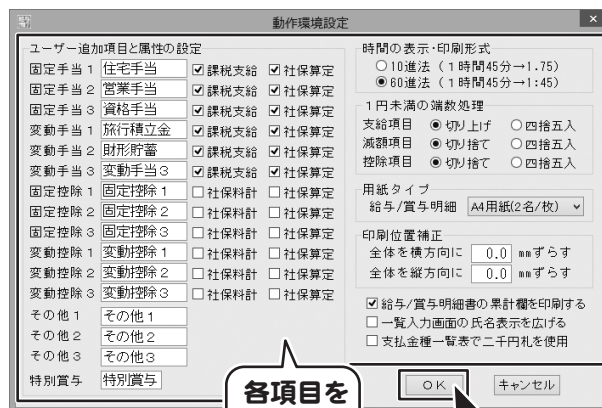 動作環境設定
ユーザー追加項目と属性の設定
固定手当1 住宅手当 課税支給 社保算定
固定手当2 営業手当 課税支給 社保算定
固定手当3 資格手当 課税支給 社保算定
変動手当1 旅行積立金 課税支給 社保算定
変動手当2 財形貯蓄 課税支給 社保算定
変動手当3 変動手当3 課税支給 社保算定
固定控除1 固定控除1 社保料計 社保算定
固定控除2 固定控除2 社保料計 社保算定
固定控除3 固定控除3 社保料計 社保算定
変動控除1 変動控除1 社保料計 社保算定
変動控除2 変動控除2 社保料計 社保算定
変動控除3 変動控除3 社保料計 社保算定
その他1 その他1
その他2 その他2
その他3 その他3
特別賞与 特別賞与
時間の表示・印刷形式
10進法（1時間45分→1.75）
60進法（1時間45分→1:45）
1円未満の端数処理
支給項目 切り上げ 四捨五入
減額項目 切り捨て 四捨五入
控除項目 切り捨て 四捨五入
用紙タイプ
給与/賞与明細 A4用紙(2名/枚)
印刷位置補正
全体を横方向に 0.0 mmずらす
全体を縦方向に 0.0 mmずらす
給与/賞与明細書の累計欄を印刷する
一覧入力画面の氏名表示を広げる
支払金種一覧表で二千円札を使用
OK キャンセル
各項目を